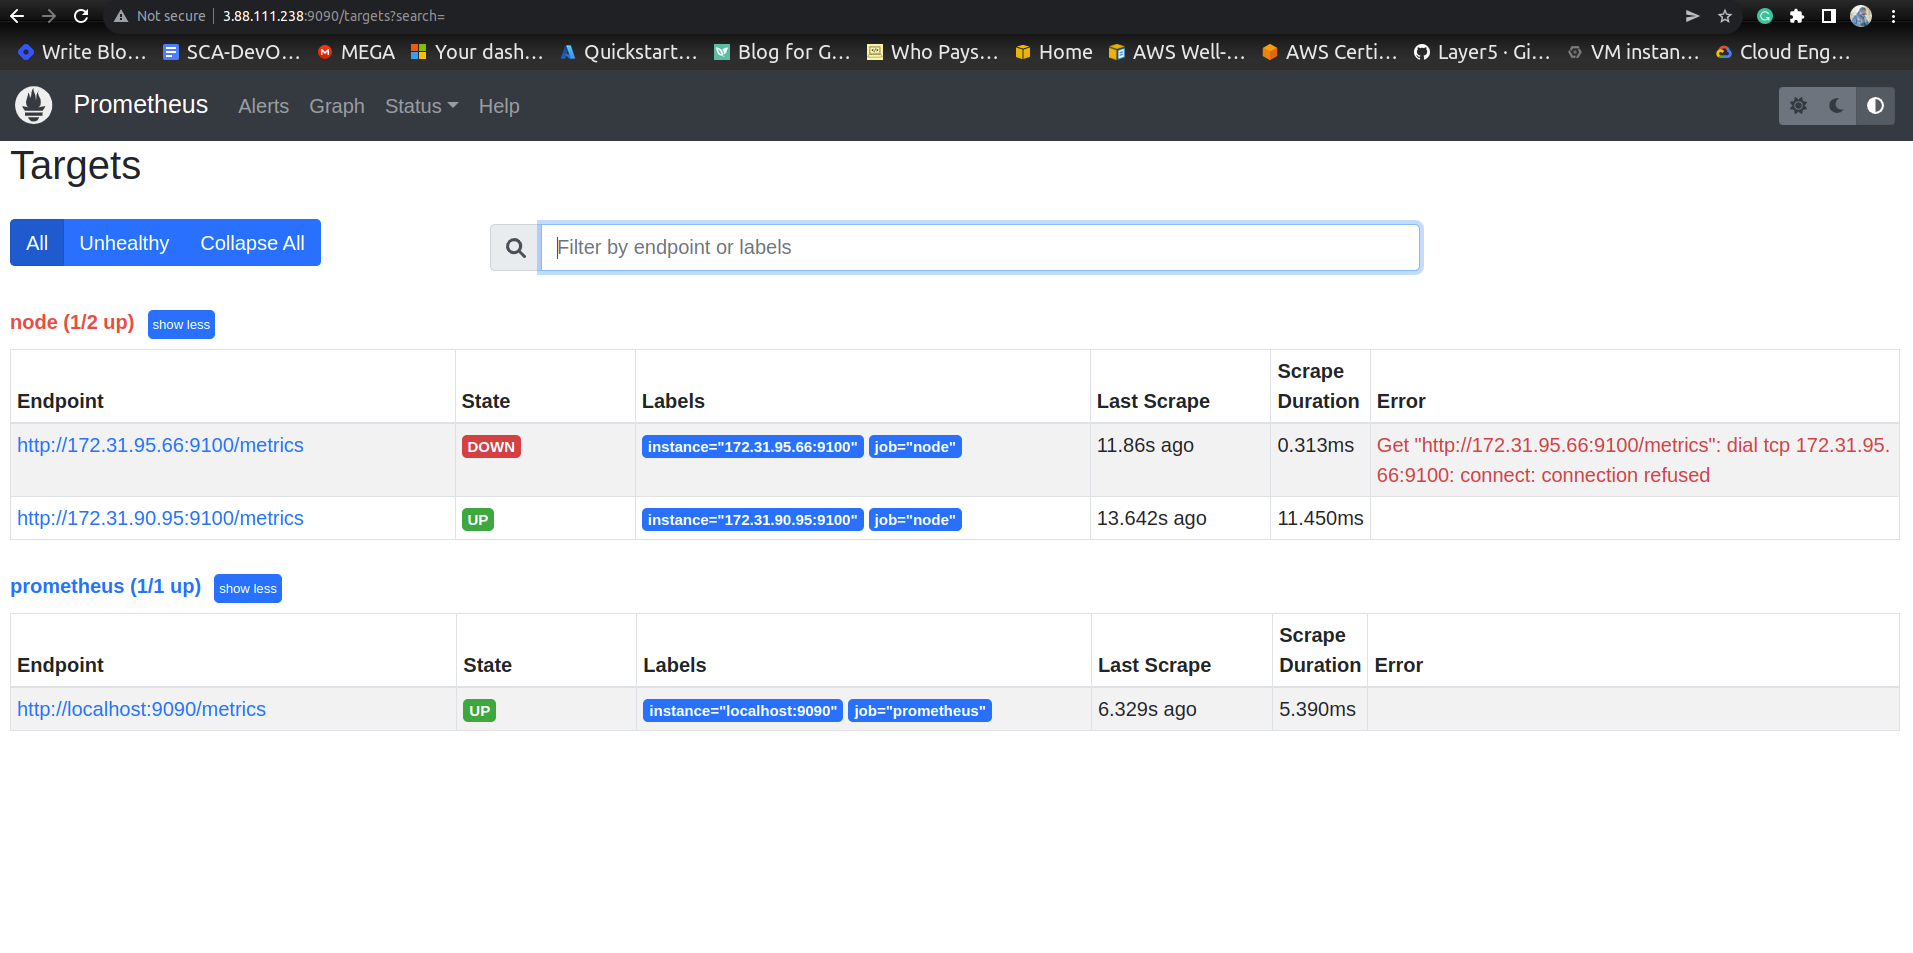 Not secure | 3.88.111.238:9090/targets?search=
Write Blo... SCA-DevO... MEGA Your dash... Quickstart... Blog for G... Who Pays... Home AWS Well-... AWS Certi... Layer5 · Gi... VM instan... Cloud Eng...
Prometheus Alerts Graph Status Help
Targets
All Unhealthy Collapse All Filter by endpoint or labels
node (1/2 up) show less
Endpoint State Labels Last Scrape Scrape Duration Error
http://172.31.95.66:9100/metrics DOWN instance="172.31.95.66:9100" job="node" 11.86s ago 0.313ms Get "http://172.31.95.66:9100/metrics": dial tcp 172.31.95.
66:9100: connect: connection refused
http://172.31.90.95:9100/metrics UP instance="172.31.90.95:9100" job="node" 13.642s ago 11.450ms
prometheus (1/1 up) show less
Endpoint State Labels Last Scrape Scrape Duration Error
http://localhost:9090/metrics UP instance="localhost:9090" job="prometheus" 6.329s ago 5.390ms